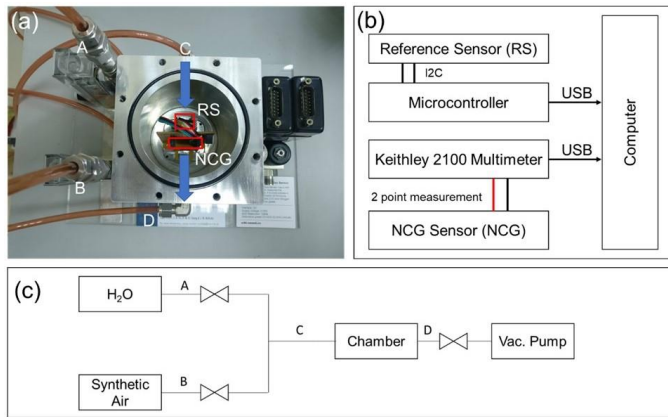 (a)
A
C
RS
NCG
B
D
(b)
Reference Sensor (RS)
I2C
Microcontroller
USB
Keithley 2100 Multimeter
USB
2 point measurement
NCG Sensor (NCG)
Computer
(c)
H₂O
A
C
Chamber
D
Vac. Pump
Synthetic
Air
B